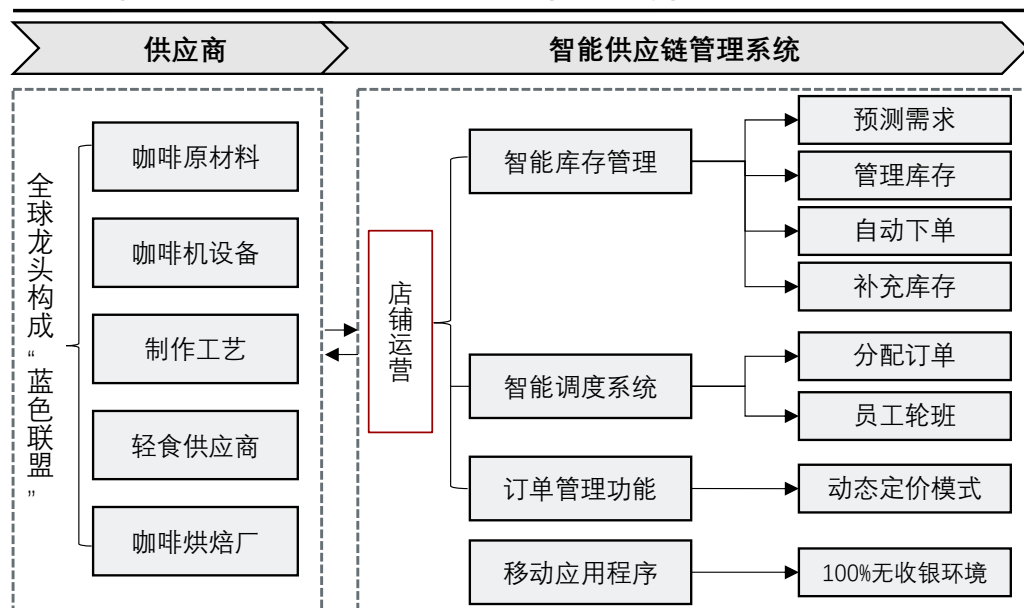 供应商
智能供应链管理系统
全球龙头构成“蓝色联盟”
咖啡原材料
咖啡机设备
制作工艺
轻食供应商
咖啡烘焙厂
店铺运营
智能库存管理
预测需求
管理库存
自动下单
补充库存
智能调度系统
分配订单
员工轮班
订单管理功能
动态定价模式
移动应用程序
100%无收银环境